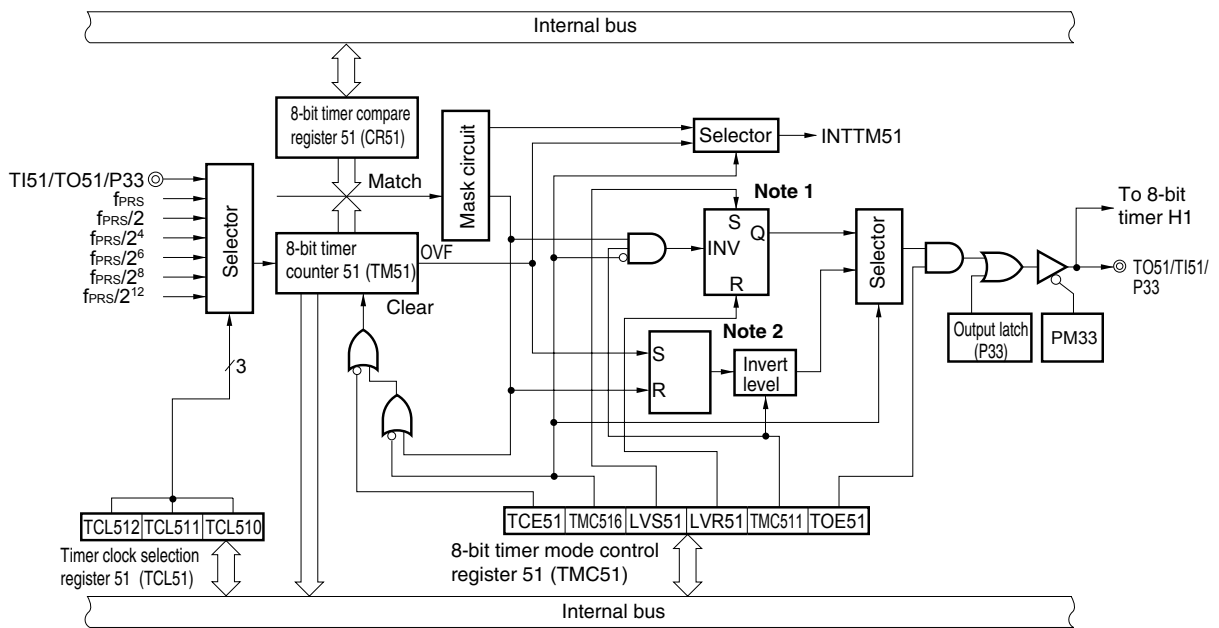 Internal bus
8-bit timer compare
register 51 (CR51)
Mask circuit
Selector
INTTM51
TI51/TO51/P33
fPRS
fPRS/2
fPRS/2⁴
fPRS/2⁶
fPRS/2⁸
fPRS/2¹²
Selector
Match
8-bit timer
counter 51 (TM51)
OVF
Clear
3
Note 1
S
Q
INV
R
Note 2
S
R
Invert
level
Selector
To 8-bit
timer H1
TO51/TI51/
P33
Output latch
(P33)
PM33
TCL512
TCL511
TCL510
Timer clock selection
register 51 (TCL51)
TCE51
TMC516
LVS51
LVR51
TMC511
TOE51
8-bit timer mode control
register 51 (TMC51)
Internal bus